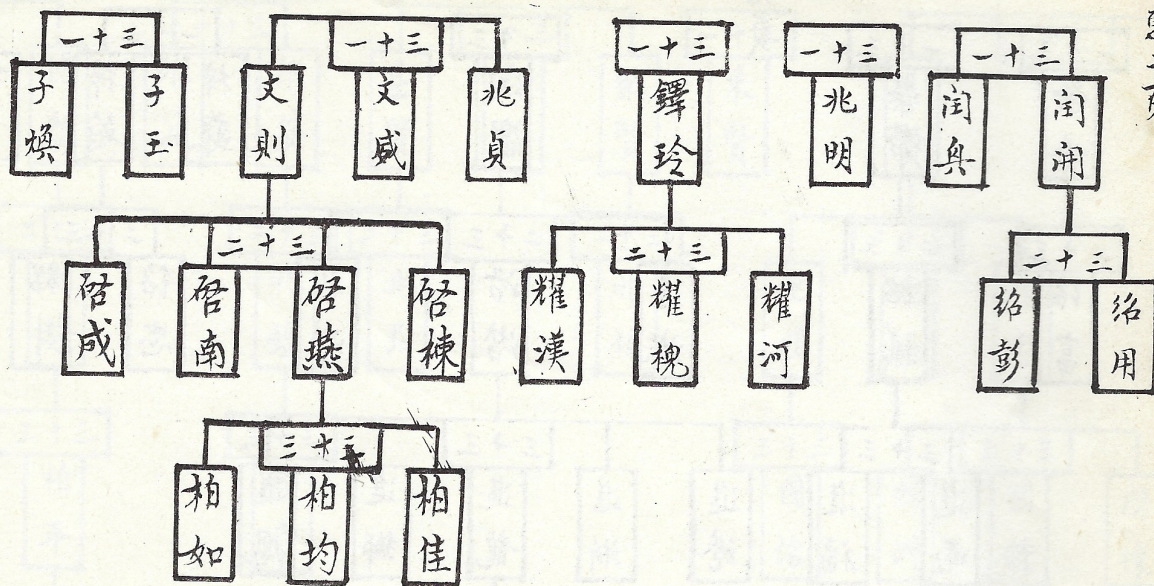 三十一
三十一
三十一
三十一
三十一
闰開
闰
兆明
鐸玲
兆貞
文威
文則
子玉
子煥
三十二
三十二
三十二
紹用
紹彭
耀河
耀槐
耀漢
啓棟
啓燕
啓南
啓成
三十三
柏佳
柏均
柏如